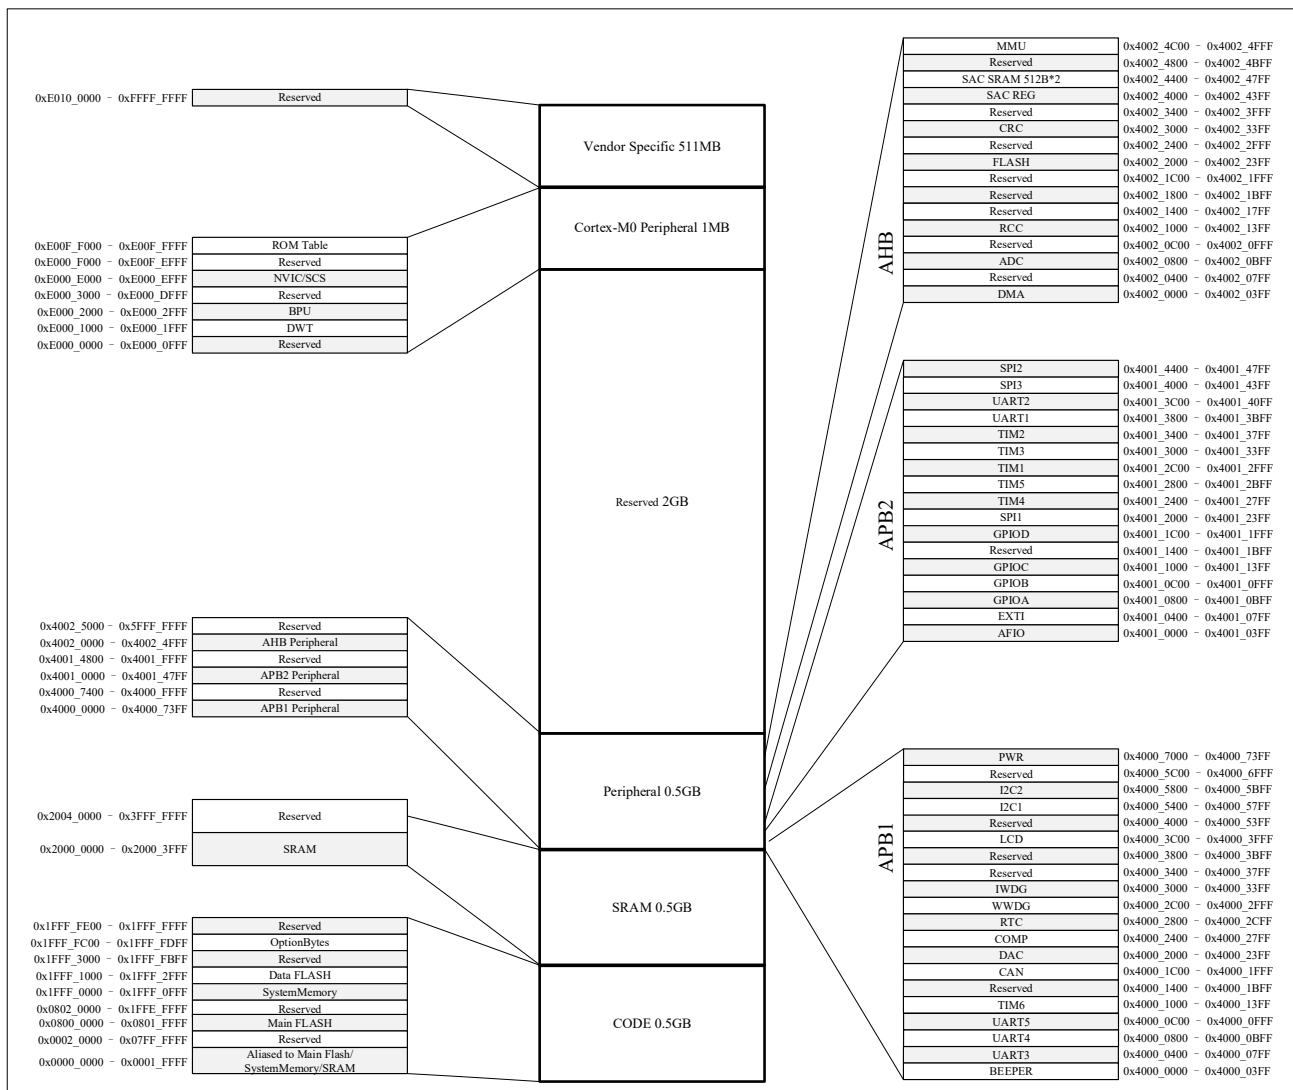 0xE010_0000 - 0xFFFF_FFFF Reserved
0xE00F_F000 - 0xE00F_FFFF ROM Table
0xE000_F000 - 0xE00F_EFFF Reserved
0xE000_E000 - 0xE000_EFFF NVIC/SCS
0xE000_3000 - 0xE000_DFFF Reserved
0xE000_2000 - 0xE000_2FFF BPU
0xE000_1000 - 0xE000_1FFF DWT
0xE000_0000 - 0xE000_0FFF Reserved
0x4002_5000 - 0x5FFF_FFFF Reserved
0x4002_0000 - 0x4002_4FFF AHB Peripheral
0x4001_4800 - 0x4001_FFFF Reserved
0x4001_0000 - 0x4001_47FF APB2 Peripheral
0x4000_7400 - 0x4000_FFFF Reserved
0x4000_0000 - 0x4000_73FF APB1 Peripheral
0x2004_0000 - 0x3FFF_FFFF Reserved
0x2000_0000 - 0x2000_3FFF SRAM
0x1FFF_FE00 - 0x1FFF_FFFF Reserved
0x1FFF_FC00 - 0x1FFF_FDFF OptionBytes
0x1FFF_3000 - 0x1FFF_FBFF Reserved
0x1FFF_1000 - 0x1FFF_2FFF Data FLASH
0x1FFF_0000 - 0x1FFF_0FFF SystemMemory
0x0802_0000 - 0x1FFE_FFFF Reserved
0x0800_0000 - 0x0801_FFFF Main FLASH
0x0002_0000 - 0x07FF_FFFF Reserved
0x0000_0000 - 0x0001_FFFF Aliased to Main Flash/
SystemMemory/SRAM
Vendor Specific 511MB
Cortex-M0 Peripheral 1MB
Reserved 2GB
Peripheral 0.5GB
SRAM 0.5GB
CODE 0.5GB
AHB
MMU 0x4002_4C00 - 0x4002_4FFF
Reserved 0x4002_4800 - 0x4002_4BFF
SAC SRAM 512B*2 0x4002_4400 - 0x4002_47FF
SAC REG 0x4002_4000 - 0x4002_43FF
Reserved 0x4002_3400 - 0x4002_3FFF
CRC 0x4002_3000 - 0x4002_33FF
Reserved 0x4002_2400 - 0x4002_2FFF
FLASH 0x4002_2000 - 0x4002_23FF
Reserved 0x4002_1C00 - 0x4002_1FFF
Reserved 0x4002_1800 - 0x4002_1BFF
Reserved 0x4002_1400 - 0x4002_17FF
RCC 0x4002_1000 - 0x4002_13FF
Reserved 0x4002_0C00 - 0x4002_0FFF
ADC 0x4002_0800 - 0x4002_0BFF
Reserved 0x4002_0400 - 0x4002_07FF
DMA 0x4002_0000 - 0x4002_03FF
APB2
SPI2 0x4001_4400 - 0x4001_47FF
SPI3 0x4001_4000 - 0x4001_43FF
UART2 0x4001_3C00 - 0x4001_40FF
UART1 0x4001_3800 - 0x4001_3BFF
TIM2 0x4001_3400 - 0x4001_37FF
TIM3 0x4001_3000 - 0x4001_33FF
TIM1 0x4001_2C00 - 0x4001_2FFF
TIM5 0x4001_2800 - 0x4001_2BFF
TIM4 0x4001_2400 - 0x4001_27FF
SPI1 0x4001_2000 - 0x4001_23FF
GPIOD 0x4001_1C00 - 0x4001_1FFF
Reserved 0x4001_1400 - 0x4001_1BFF
GPIOC 0x4001_1000 - 0x4001_13FF
GPIOB 0x4001_0C00 - 0x4001_0FFF
GPIOA 0x4001_0800 - 0x4001_0BFF
EXTI 0x4001_0400 - 0x4001_07FF
AFIO 0x4001_0000 - 0x4001_03FF
APB1
PWR 0x4000_7000 - 0x4000_73FF
Reserved 0x4000_5C00 - 0x4000_6FFF
I2C2 0x4000_5800 - 0x4000_5BFF
I2C1 0x4000_5400 - 0x4000_57FF
Reserved 0x4000_4000 - 0x4000_53FF
LCD 0x4000_3C00 - 0x4000_3FFF
Reserved 0x4000_3800 - 0x4000_3BFF
Reserved 0x4000_3400 - 0x4000_37FF
IWDG 0x4000_3000 - 0x4000_33FF
WWDG 0x4000_2C00 - 0x4000_2FFF
RTC 0x4000_2800 - 0x4000_2CFF
COMP 0x4000_2400 - 0x4000_27FF
DAC 0x4000_2000 - 0x4000_23FF
CAN 0x4000_1C00 - 0x4000_1FFF
Reserved 0x4000_1400 - 0x4000_1BFF
TIM6 0x4000_1000 - 0x4000_13FF
UART5 0x4000_0C00 - 0x4000_0FFF
UART4 0x4000_0800 - 0x4000_0BFF
UART3 0x4000_0400 - 0x4000_07FF
BEEPER 0x4000_0000 - 0x4000_03FF